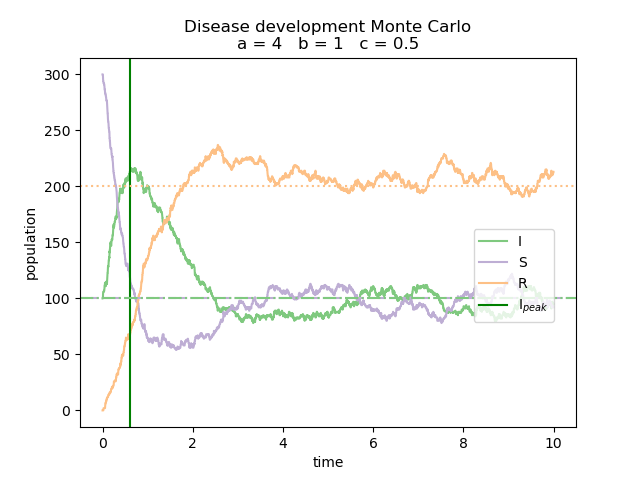 Disease development Monte Carlo
a = 4   b = 1   c = 0.5
population
300
250
200
150
100
50
0
I
S
R
I_peak
0
2
4
6
8
10
time